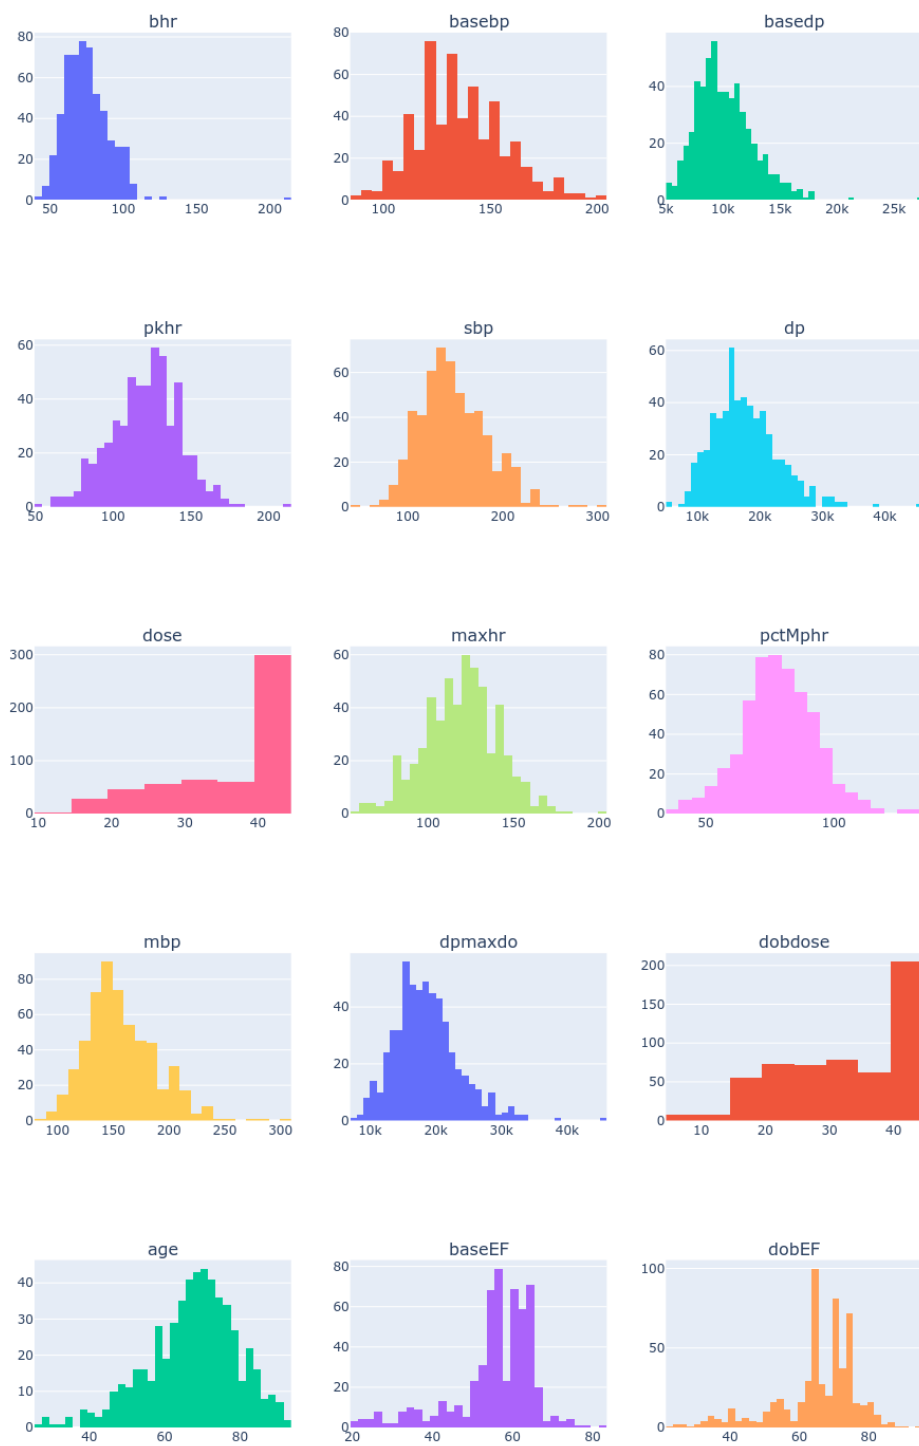 bhr basebp basedp
80 80
60 60 40
40 40 20
20 20
0 0 0
50 100 150 200 100 150 200 5k 10k 15k 20k 25k
pkhr sbp dp
60 60 60
40 40 40
20 20 20
0 0 0
50 100 150 200 100 200 300 10k 20k 30k 40k
dose maxhr pctMphr
300 60 80
200 40 60
100 20 40
20
0 0 0
10 20 30 40 100 150 200 50 100
mbp dpmaxdo dobdose
80 200
60 40 150
40 20 100
20 50
0 0 0
100 150 200 250 300 10k 20k 30k 40k 10 20 30 40
age baseEF dobEF
40 80 100
30 60
20 40 50
10 20
0 0 0
40 60 80 20 40 60 80 40 60 80